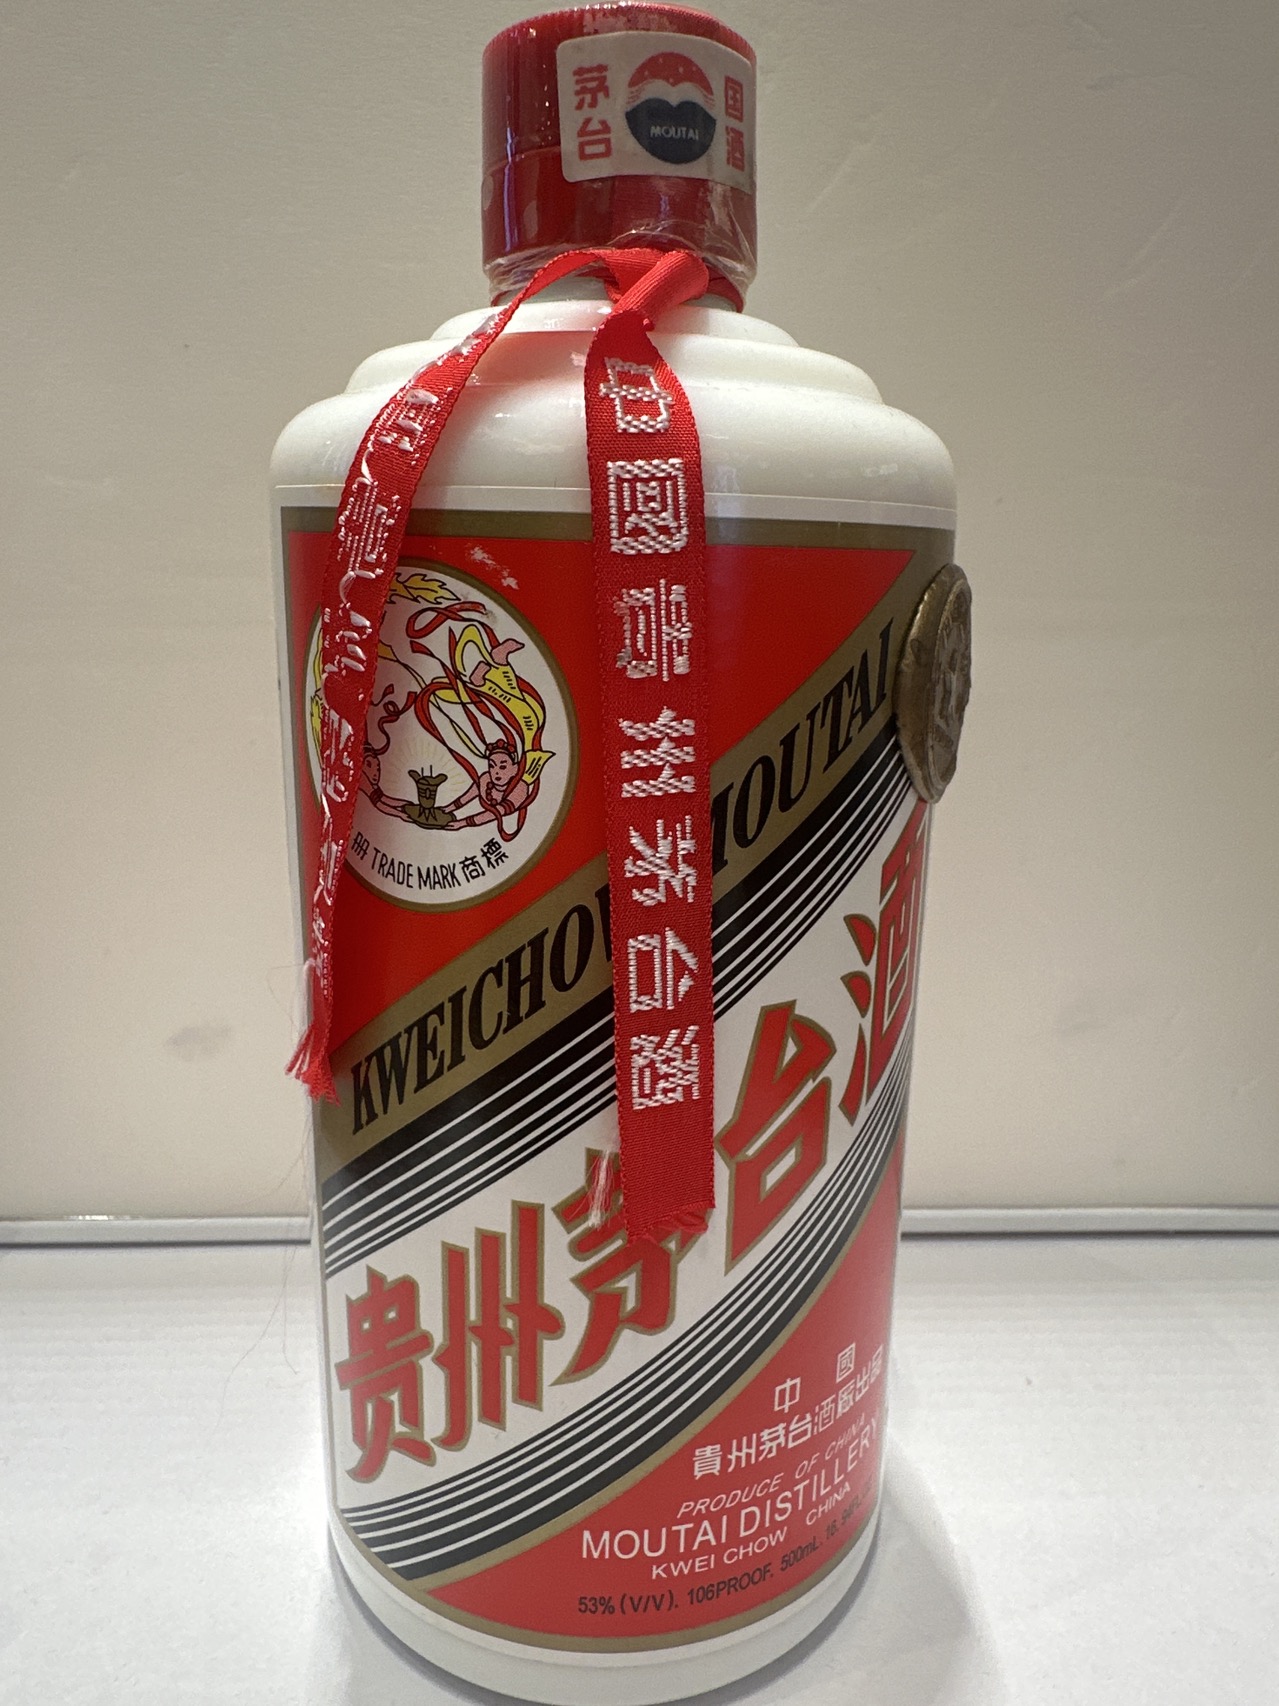 茅台
MOUTAI
国酒
中國貴州茅台酒
TRADE MARK 商標
KWEICHOW MOUTAI
贵州茅台酒
中國
貴州茅台酒廠出品
PRODUCE OF CHINA
MOUTAI DISTILLERY
KWEI CHOW CHINA
53% (V/V). 106PROOF. 500mL.